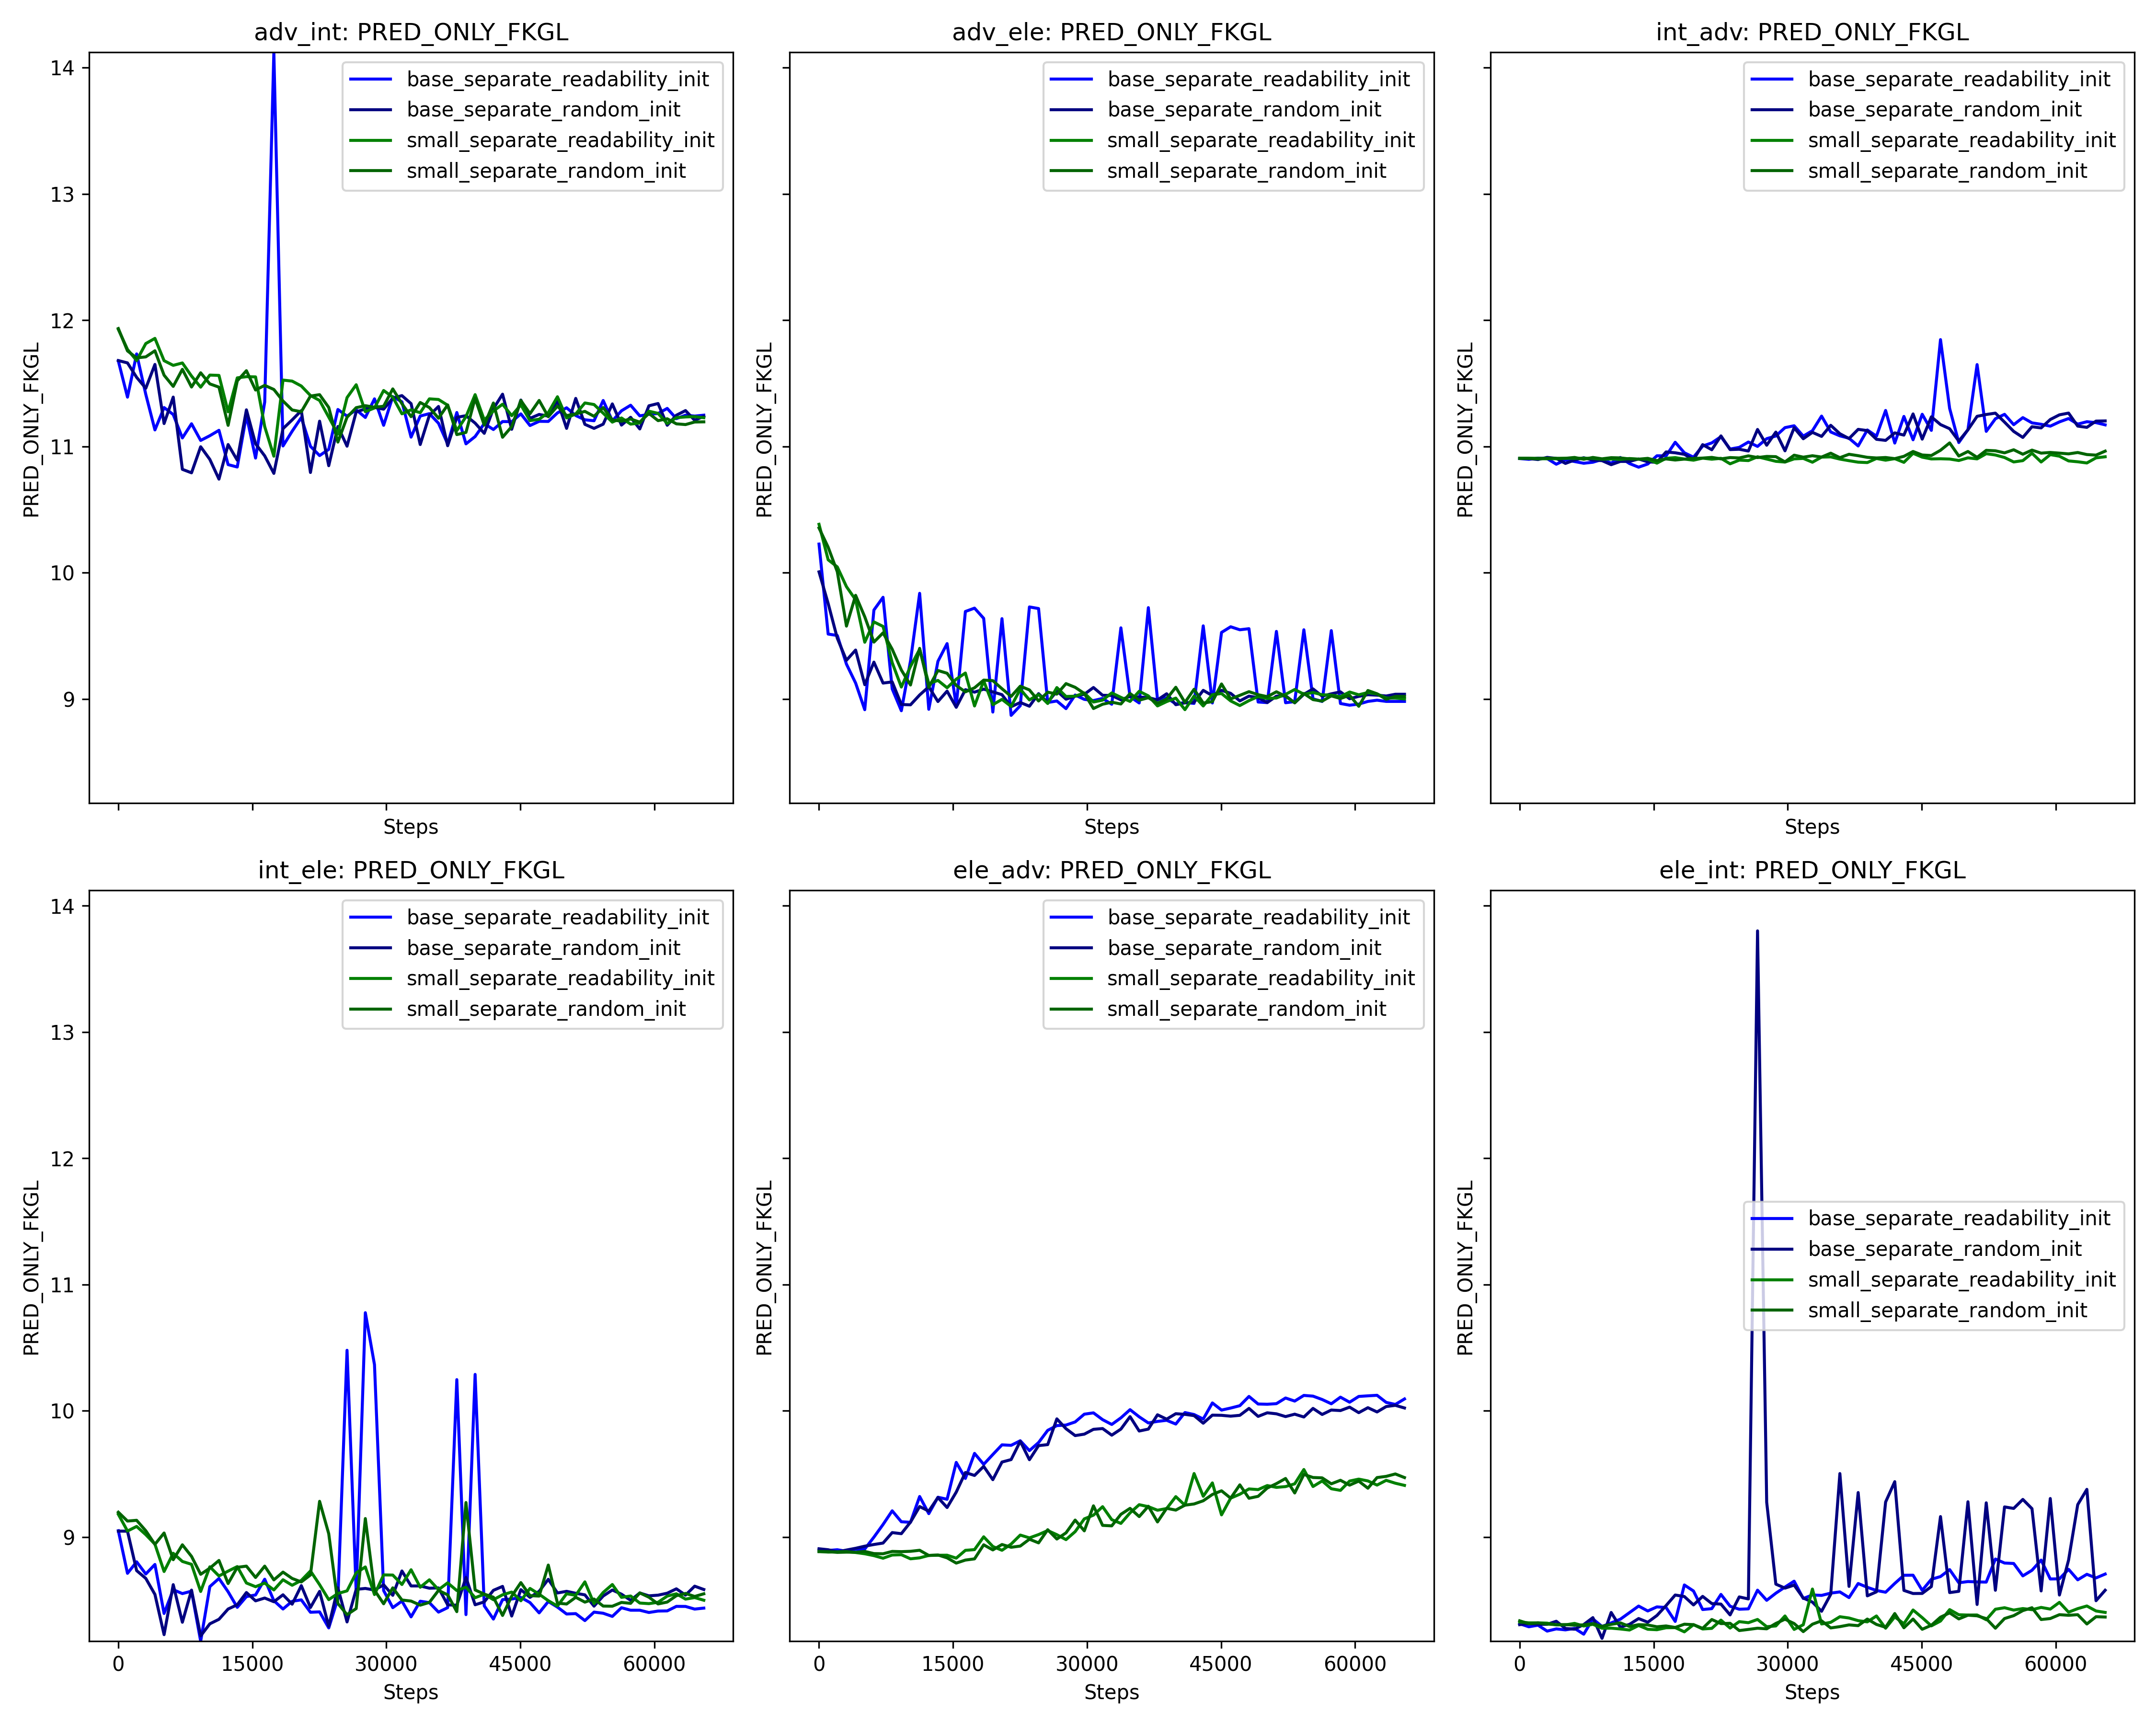 adv_int: PRED_ONLY_FKGL
adv_ele: PRED_ONLY_FKGL
int_adv: PRED_ONLY_FKGL
14
13
12
11
10
9
PRED_ONLY_FKGL
base_separate_readability_init
base_separate_random_init
small_separate_readability_init
small_separate_random_init
Steps
PRED_ONLY_FKGL
base_separate_readability_init
base_separate_random_init
small_separate_readability_init
small_separate_random_init
Steps
PRED_ONLY_FKGL
base_separate_readability_init
base_separate_random_init
small_separate_readability_init
small_separate_random_init
Steps
int_ele: PRED_ONLY_FKGL
ele_adv: PRED_ONLY_FKGL
ele_int: PRED_ONLY_FKGL
14
13
12
11
10
9
PRED_ONLY_FKGL
base_separate_readability_init
base_separate_random_init
small_separate_readability_init
small_separate_random_init
0 15000 30000 45000 60000
Steps
PRED_ONLY_FKGL
base_separate_readability_init
base_separate_random_init
small_separate_readability_init
small_separate_random_init
0 15000 30000 45000 60000
Steps
PRED_ONLY_FKGL
base_separate_readability_init
base_separate_random_init
small_separate_readability_init
small_separate_random_init
0 15000 30000 45000 60000
Steps